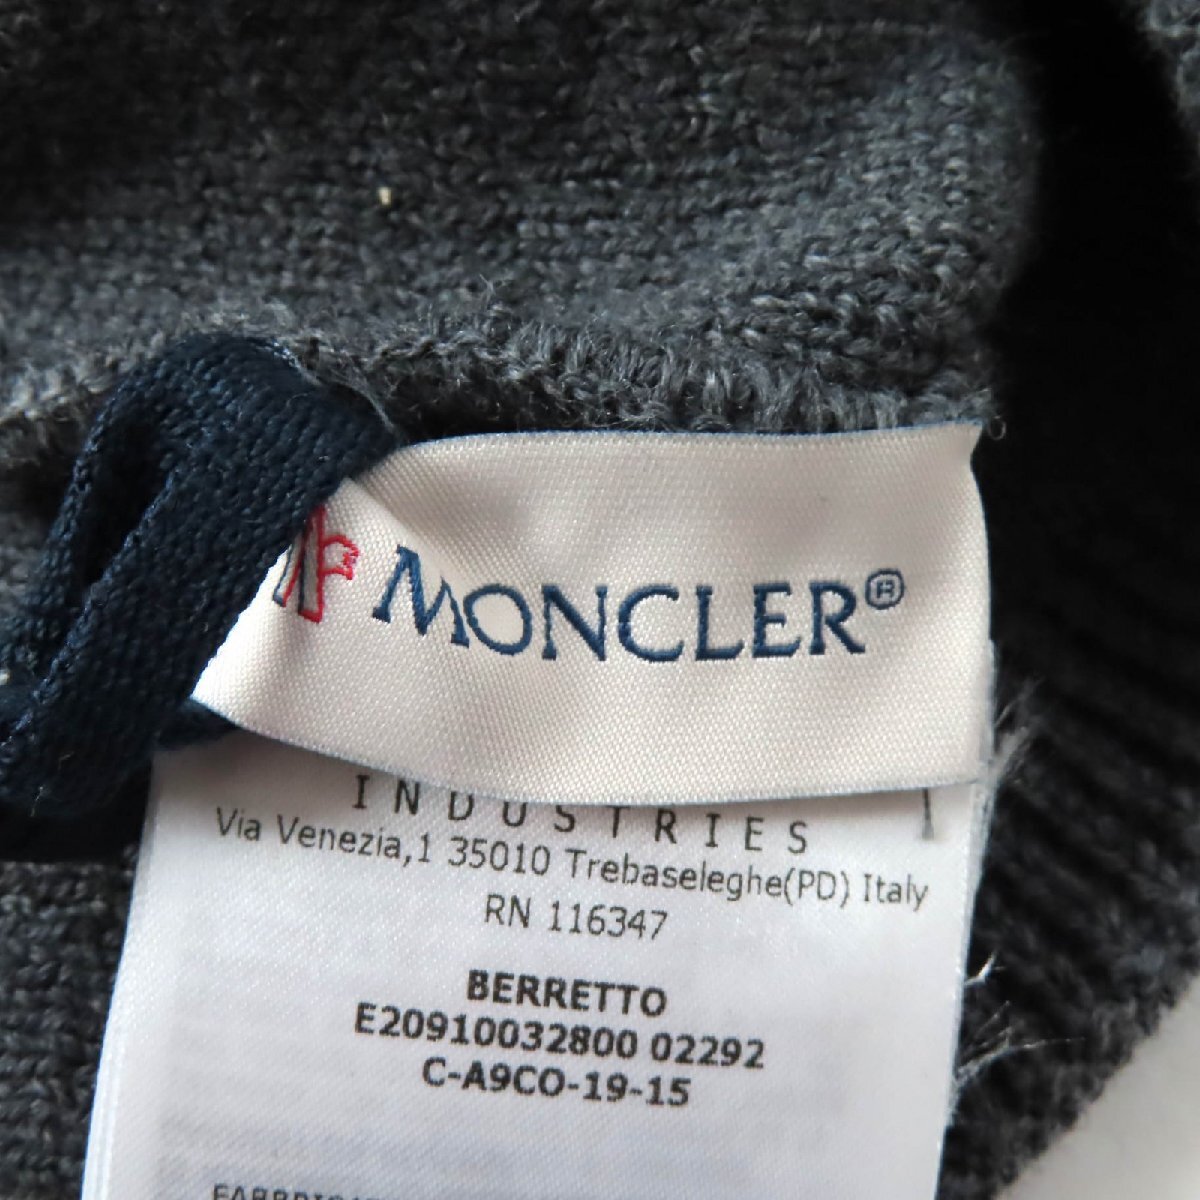 MONCLER®
INDUSTRIES
Via Venezia,1 35010 Trebaseleghe(PD) Italy
RN 116347
BERRETTO
E20910032800 02292
C-A9CO-19-15